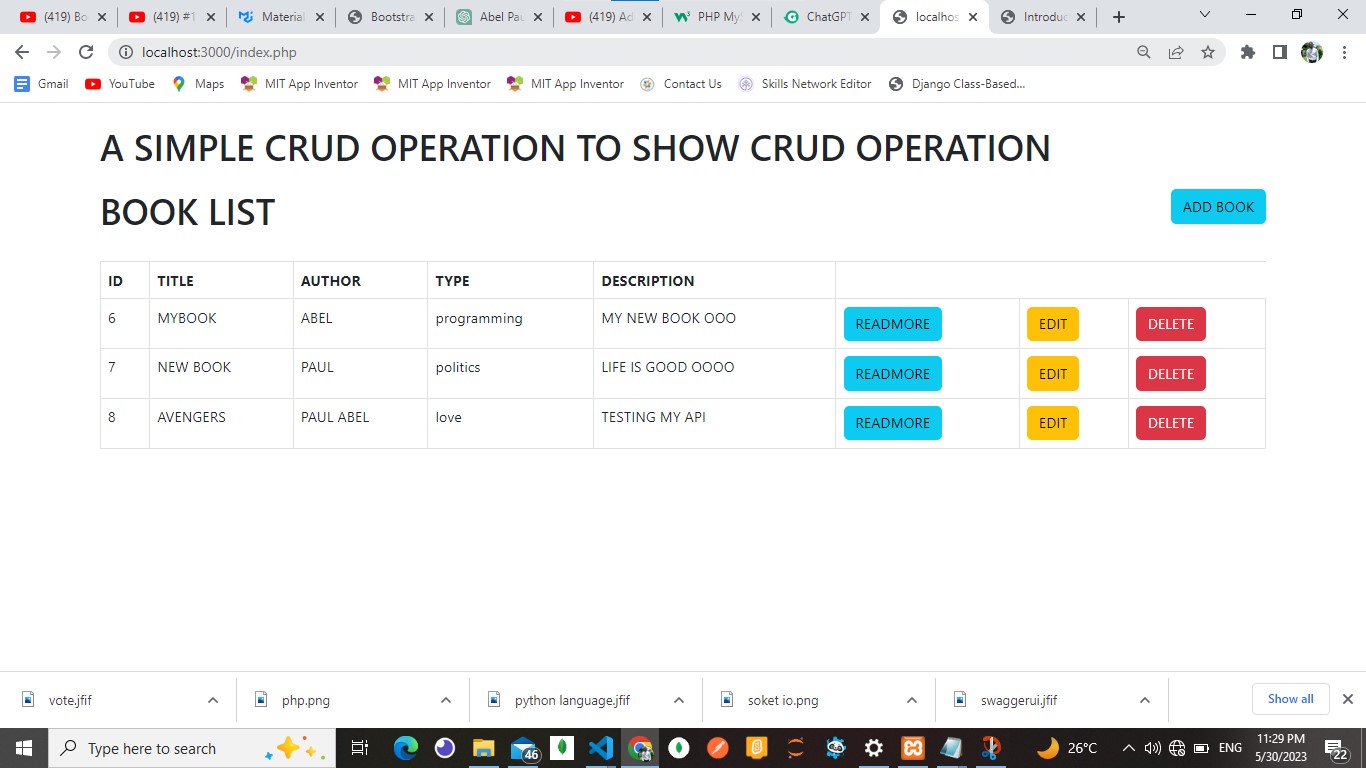 (419) Bo
(419) #1
Material
Bootstra
Abel Pau
(419) Ad
PHP MyS
ChatGPT
localhos
Introduc
localhost:3000/index.php
Gmail
YouTube
Maps
MIT App Inventor
MIT App Inventor
MIT App Inventor
Contact Us
Skills Network Editor
Django Class-Based...
A SIMPLE CRUD OPERATION TO SHOW CRUD OPERATION
BOOK LIST
ADD BOOK
ID TITLE AUTHOR TYPE DESCRIPTION
6 MYBOOK ABEL programming MY NEW BOOK OOO READMORE EDIT DELETE
7 NEW BOOK PAUL politics LIFE IS GOOD OOOO READMORE EDIT DELETE
8 AVENGERS PAUL ABEL love TESTING MY API READMORE EDIT DELETE
vote.jfif
php.png
python language.jfif
soket io.png
swaggerui.jfif
Show all
Type here to search
46
26°C
ENG
11:29 PM
5/30/2023
22